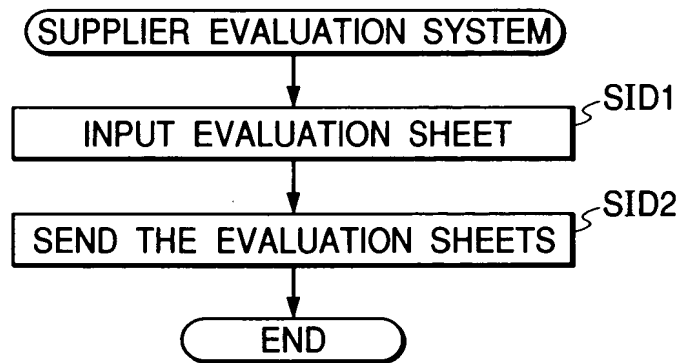 SUPPLIER EVALUATION SYSTEM
SID1
INPUT EVALUATION SHEET
SID2
SEND THE EVALUATION SHEETS
END